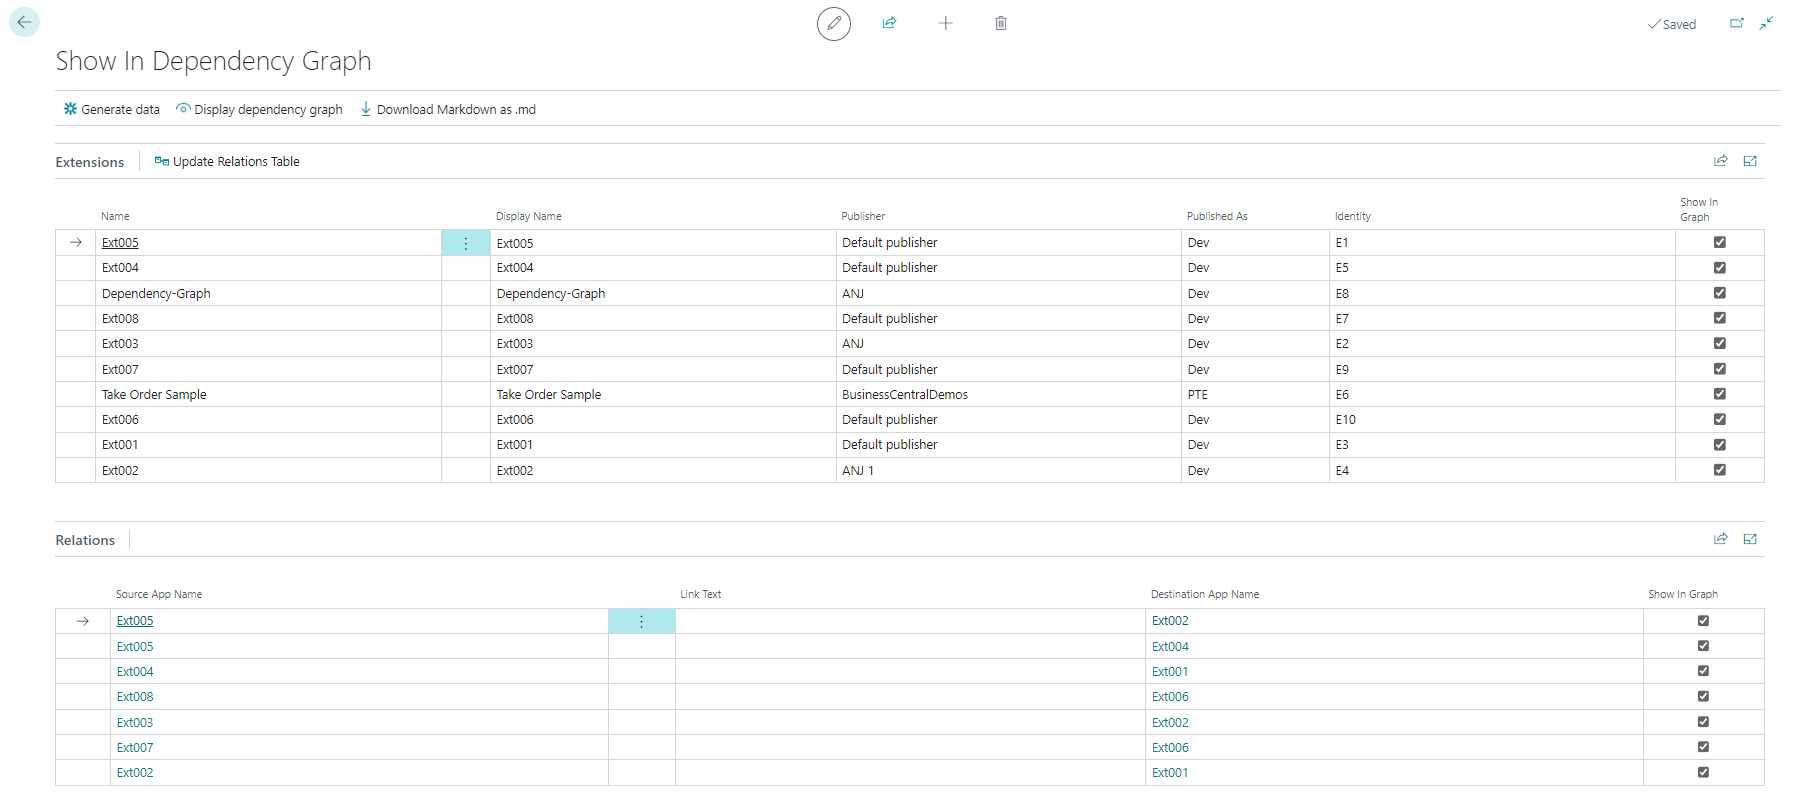 Saved
Show In Dependency Graph
Generate data Display dependency graph Download Markdown as .md
Extensions Update Relations Table
Name Display Name Publisher Published As Identity Show In Graph
Ext005 Ext005 Default publisher Dev E1
Ext004 Ext004 Default publisher Dev E5
Dependency-Graph Dependency-Graph ANJ Dev E8
Ext008 Ext008 Default publisher Dev E7
Ext003 Ext003 ANJ Dev E2
Ext007 Ext007 Default publisher Dev E9
Take Order Sample Take Order Sample BusinessCentralDemos PTE E6
Ext006 Ext006 Default publisher Dev E10
Ext001 Ext001 Default publisher Dev E3
Ext002 Ext002 ANJ 1 Dev E4
Relations
Source App Name Link Text Destination App Name Show In Graph
Ext005 Ext002
Ext005 Ext004
Ext004 Ext001
Ext008 Ext006
Ext003 Ext002
Ext007 Ext006
Ext002 Ext001